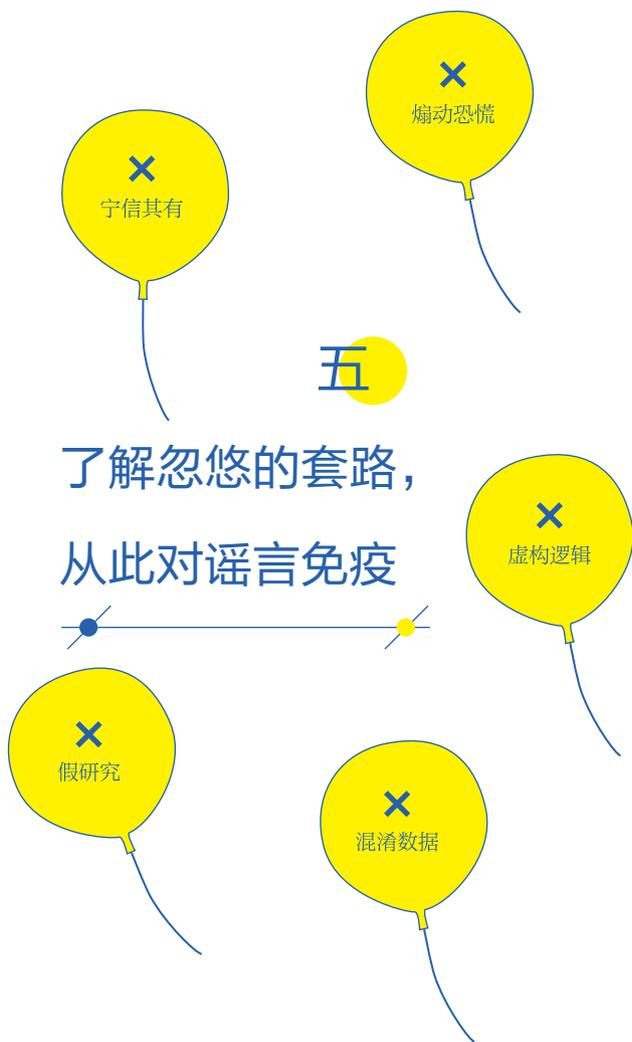 煽动恐慌
宁信其有
五
了解忽悠的套路，
从此对谣言免疫
虚构逻辑
假研究
混淆数据